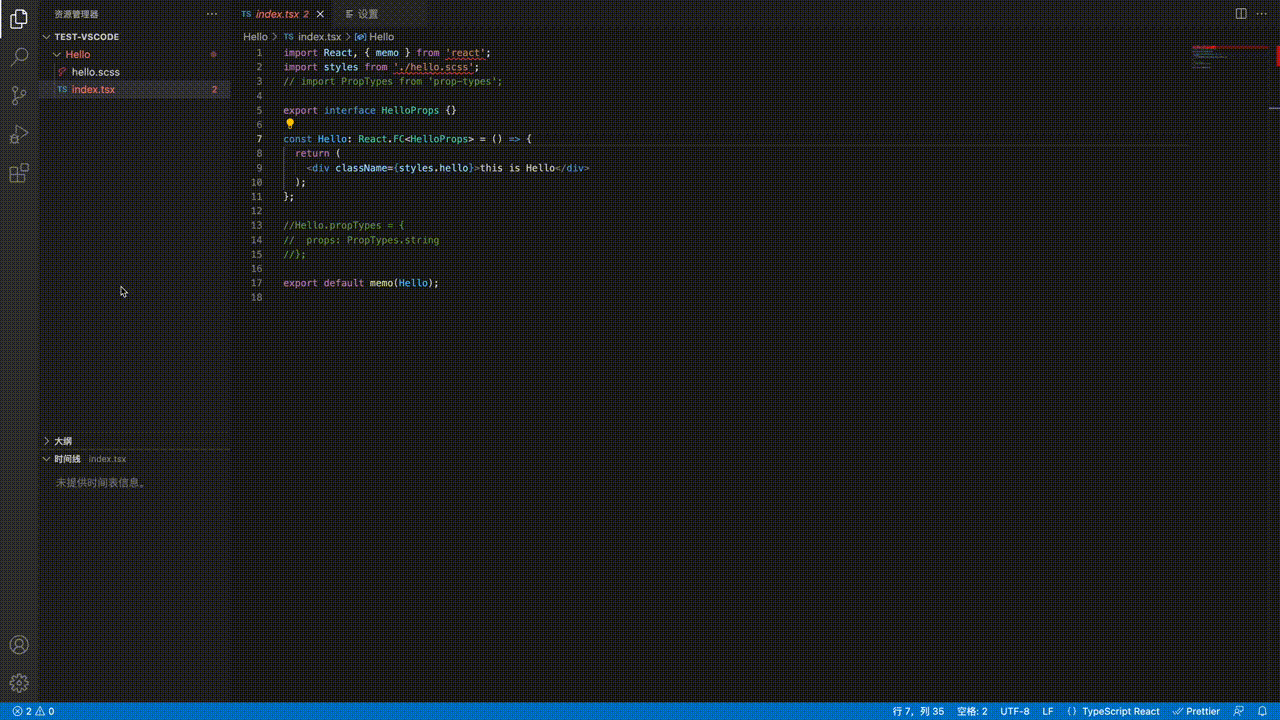 资源管理器
TEST-VSCODE
Hello
hello.scss
TS index.tsx 2
大纲
时间线 index.tsx
未提供时间表信息。
TS index.tsx 2
设置
Hello > TS index.tsx > Hello
1 import React, { memo } from 'react';
2 import styles from './hello.scss';
3 // import PropTypes from 'prop-types';
4
5 export interface HelloProps {}
6
7 const Hello: React.FC<HelloProps> = () => {
8 return (
9 <div className={styles.hello}>this is Hello</div>
10 );
11 };
12
13 //Hello.propTypes = {
14 // props: PropTypes.string
15 //};
16
17 export default memo(Hello);
18
2 0 行 7, 列 35 空格: 2 UTF-8 LF {} TypeScript React Prettier